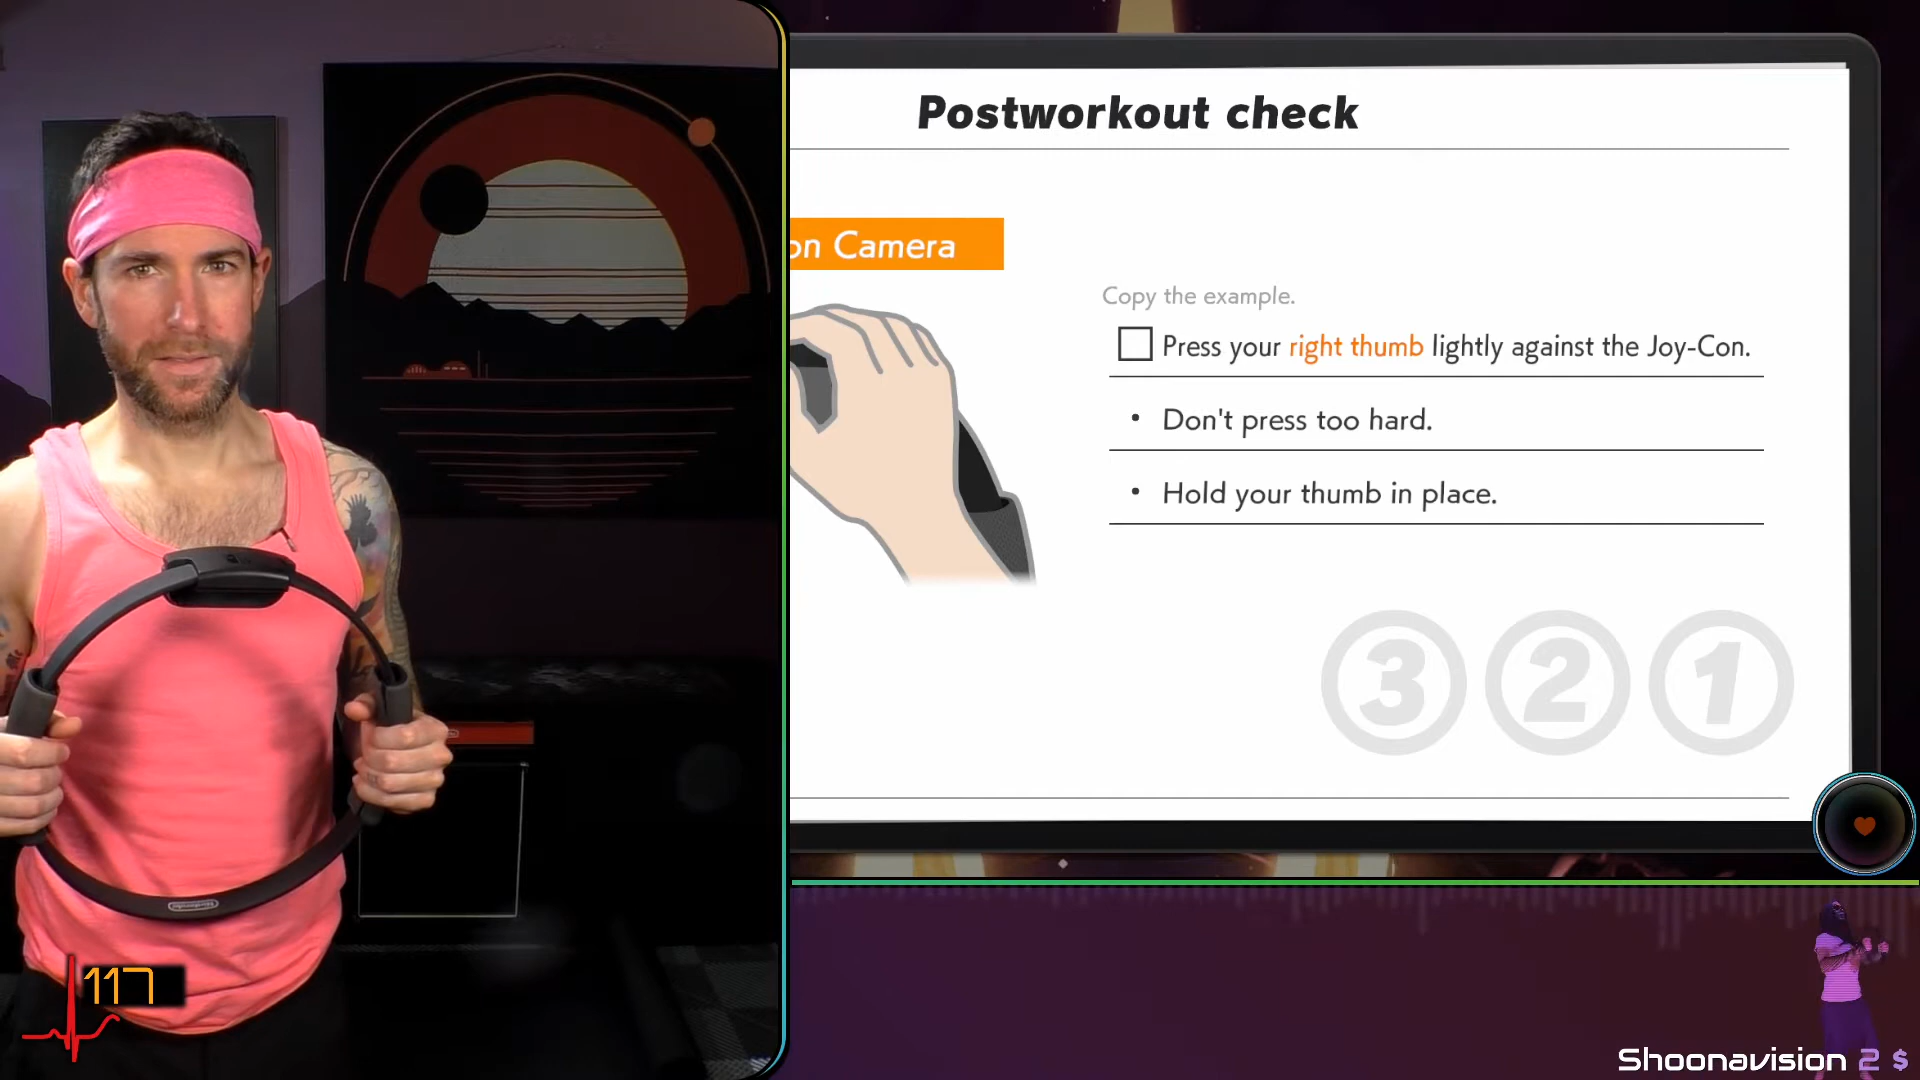 Postworkout check
on Camera
Copy the example.
Press your right thumb lightly against the Joy-Con.
• Don't press too hard.
• Hold your thumb in place.
3 2 1
117
Shoonavision 2 $